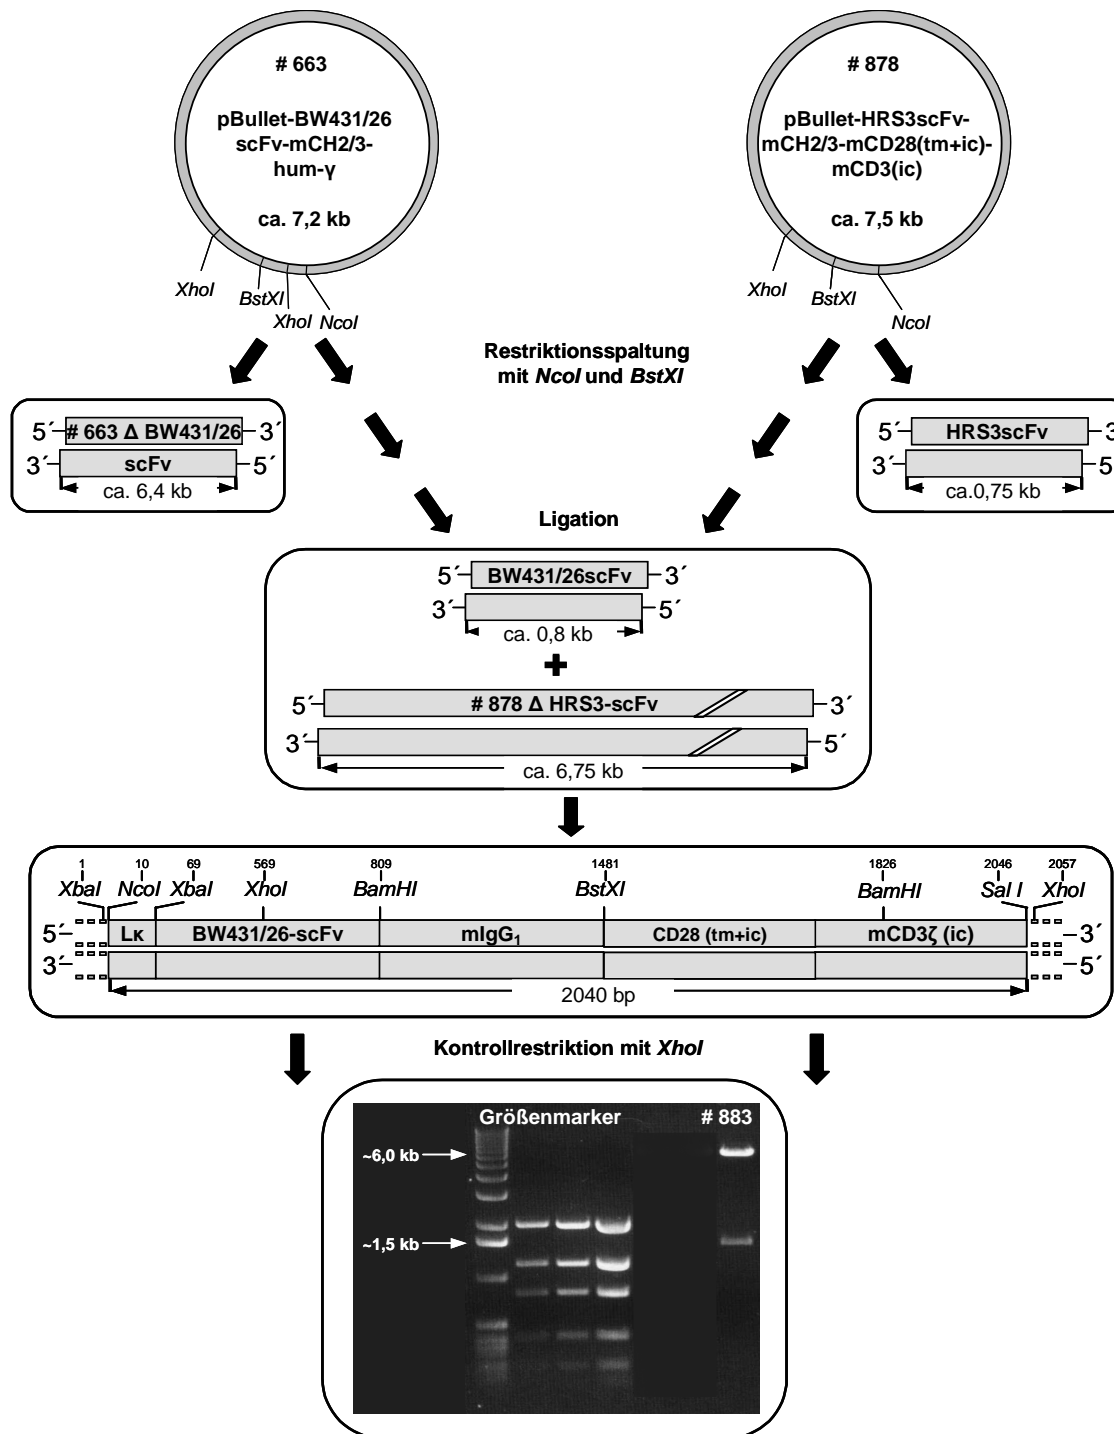 # 663
pBullet-BW431/26
scFv-mCH2/3-
hum-γ
ca. 7,2 kb
XhoI
BstXI
XhoI
NcoI
# 878
pBullet-HRS3scFv-
mCH2/3-mCD28(tm+ic)-
mCD3(ic)
ca. 7,5 kb
XhoI
BstXI
NcoI
Restriktionsspaltung
mit NcoI und BstXI
5´ # 663 Δ BW431/26 3´
3´ scFv 5´
ca. 6,4 kb
5´ HRS3scFv 3
3´ 5
ca.0,75 kb
Ligation
5´ BW431/26scFv 3´
3´ 5´
ca. 0,8 kb
+
5´ # 878 Δ HRS3-scFv 3´
3´ 5´
ca. 6,75 kb
1 10 69 569 809 1481 1826 2046 2057
XbaI NcoI XbaI XhoI BamHI BstXI BamHI Sal I XhoI
5´ Lκ BW431/26-scFv mIgG1 CD28 (tm+ic) mCD3ζ (ic) 3´
3´ 5´
2040 bp
Kontrollrestriktion mit XhoI
Größenmarker # 883
~6,0 kb
~1,5 kb